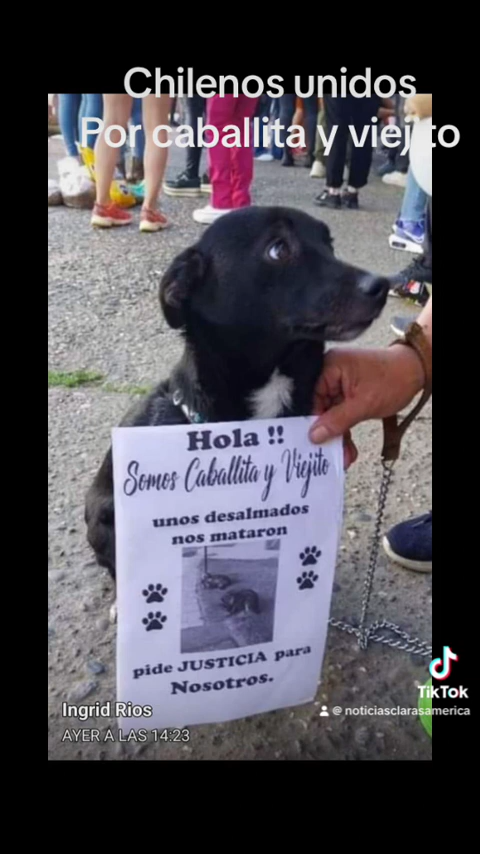 Chilenos unidos
Por caballita y viejito
Hola !!
Somos Caballita y Viejito
unos desalmados
nos mataron
pide JUSTICIA para
Nosotros.
Ingrid Rios
AYER A LAS 14:23
TikTok
@ noticiasclarasamerica